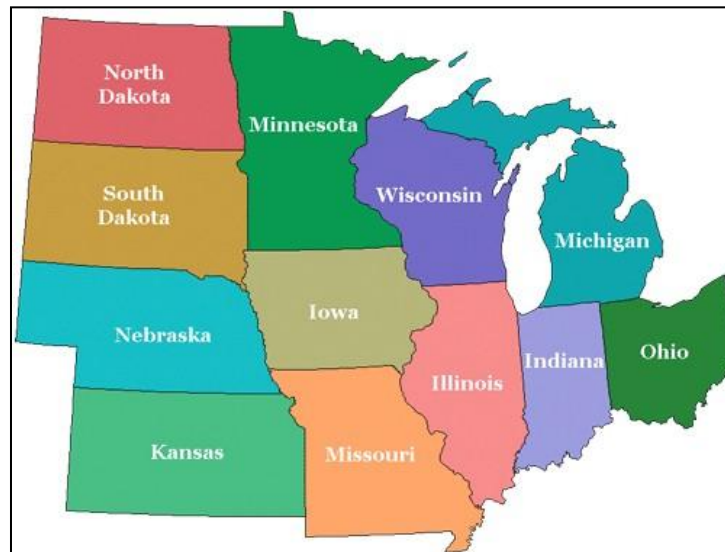 North
Dakota
Minnesota
South
Dakota
Wisconsin
Michigan
Nebraska
Iowa
Illinois
Indiana
Ohio
Kansas
Missouri